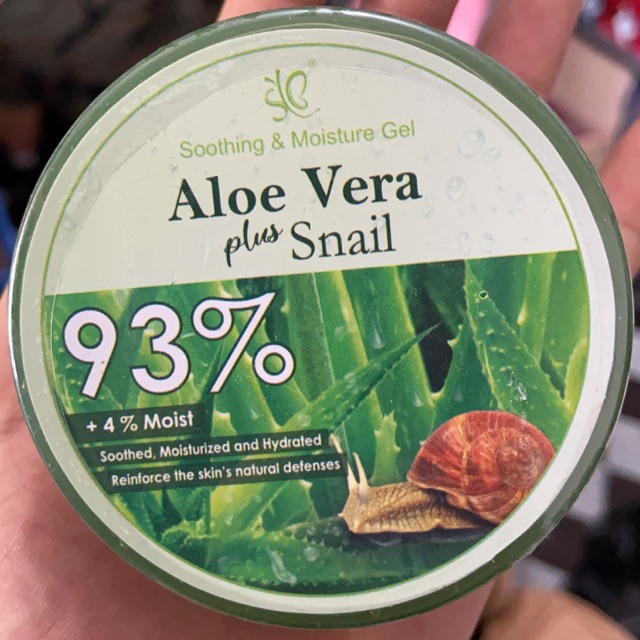 Soothing & Moisture Gel
Aloe Vera
plus Snail
93%
+ 4 % Moist
Soothed, Moisturized and Hydrated
Reinforce the skin's natural defenses